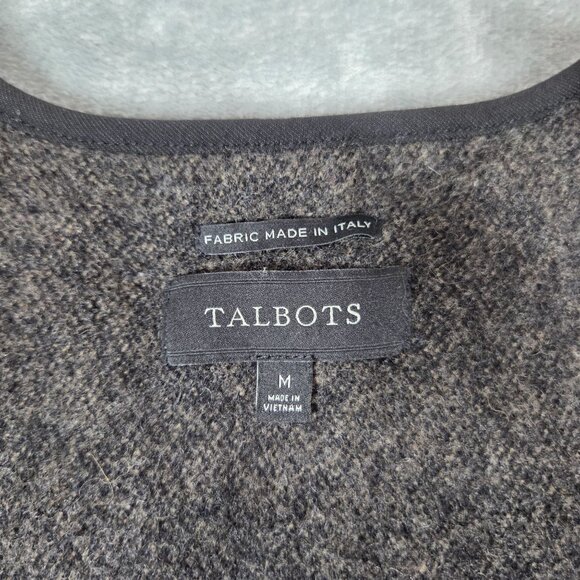 FABRIC MADE IN ITALY
TALBOTS
M
MADE IN
VIETNAM